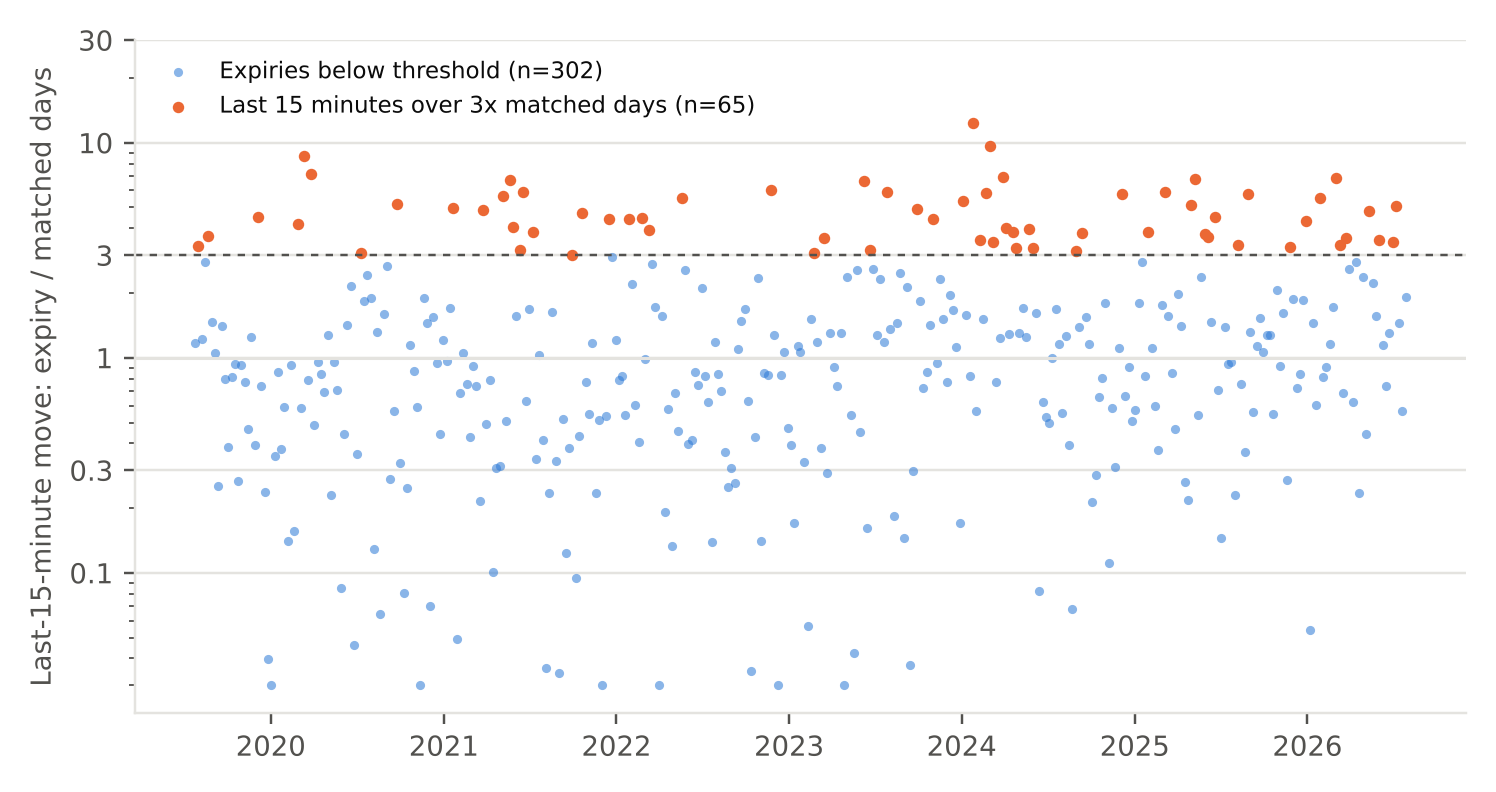 Last-15-minute move: expiry / matched days
30
10
3
1
0.3
0.1
Expiries below threshold (n=302)
Last 15 minutes over 3x matched days (n=65)
2020 2021 2022 2023 2024 2025 2026